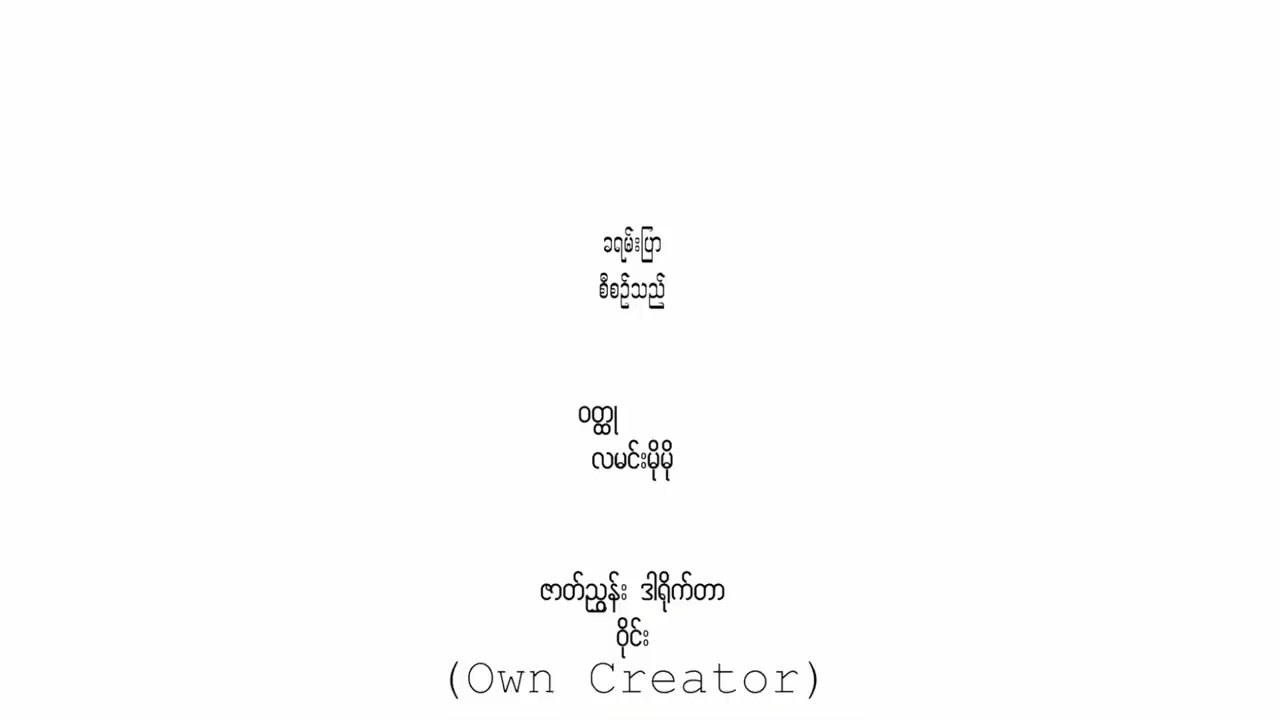 ခရမ်းပြာ
စီစဉ်သည်
ဝတ္ထု
လမင်းမိုမို
ဇာတ်ညွှန်း ဒါရိုက်တာ
ဝိုင်း
(Own Creator)